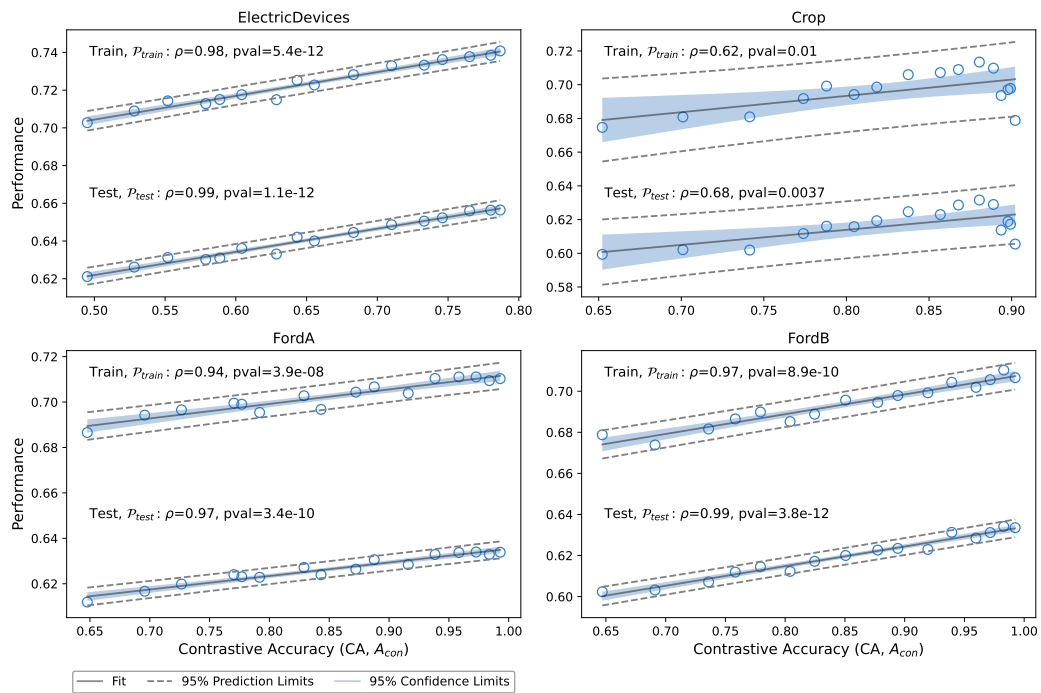 ElectricDevices
Performance
0.74
0.72
0.70
0.68
0.66
0.64
0.62
Train, 𝒫train : ρ=0.98, pval=5.4e-12
Test, 𝒫test : ρ=0.99, pval=1.1e-12
0.50 0.55 0.60 0.65 0.70 0.75 0.80
Crop
0.72
0.70
0.68
0.66
0.64
0.62
0.60
0.58
Train, 𝒫train : ρ=0.62, pval=0.01
Test, 𝒫test : ρ=0.68, pval=0.0037
0.65 0.70 0.75 0.80 0.85 0.90
FordA
Performance
0.72
0.70
0.68
0.66
0.64
0.62
Train, 𝒫train : ρ=0.94, pval=3.9e-08
Test, 𝒫test : ρ=0.97, pval=3.4e-10
0.65 0.70 0.75 0.80 0.85 0.90 0.95 1.00
Contrastive Accuracy (CA, Acon)
FordB
0.70
0.68
0.66
0.64
0.62
0.60
Train, 𝒫train : ρ=0.97, pval=8.9e-10
Test, 𝒫test : ρ=0.99, pval=3.8e-12
0.65 0.70 0.75 0.80 0.85 0.90 0.95 1.00
Contrastive Accuracy (CA, Acon)
Fit 95% Prediction Limits 95% Confidence Limits